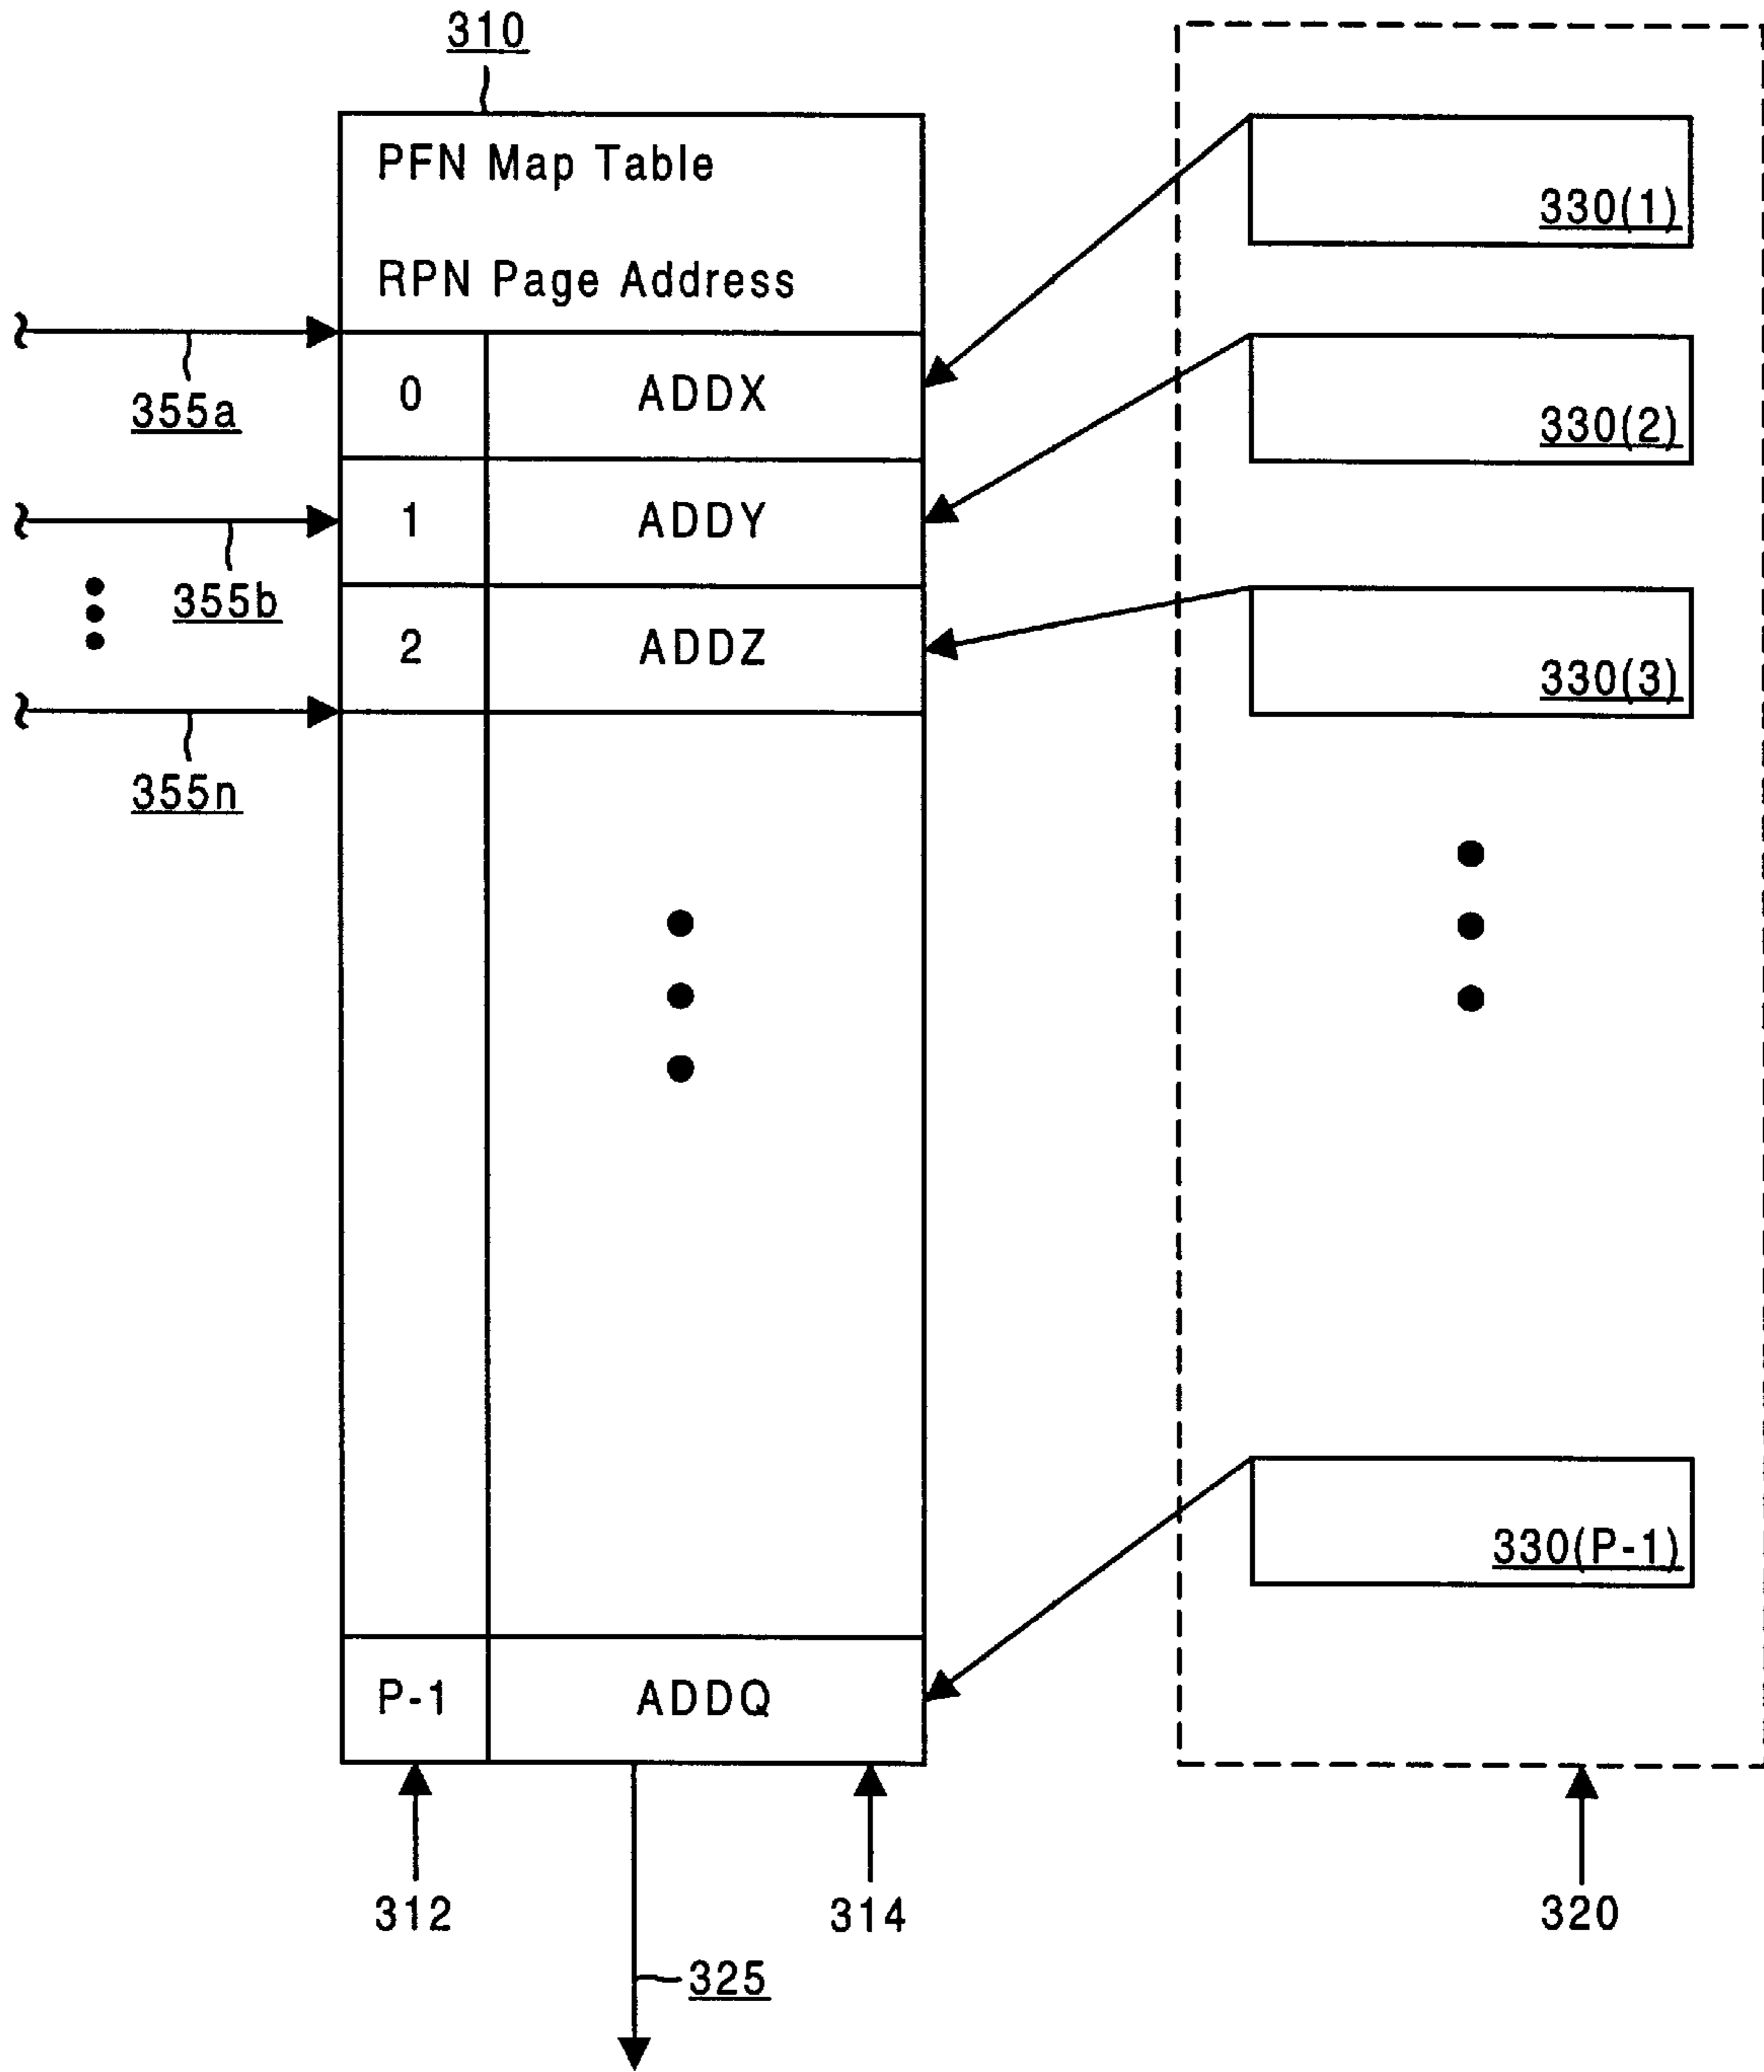 310
PFN Map Table
RPN Page Address
330(1)
355a
0 ADDX
330(2)
355b
1 ADDY
2 ADDZ
330(3)
355n
P-1 ADDQ
330(P-1)
312
314
320
325